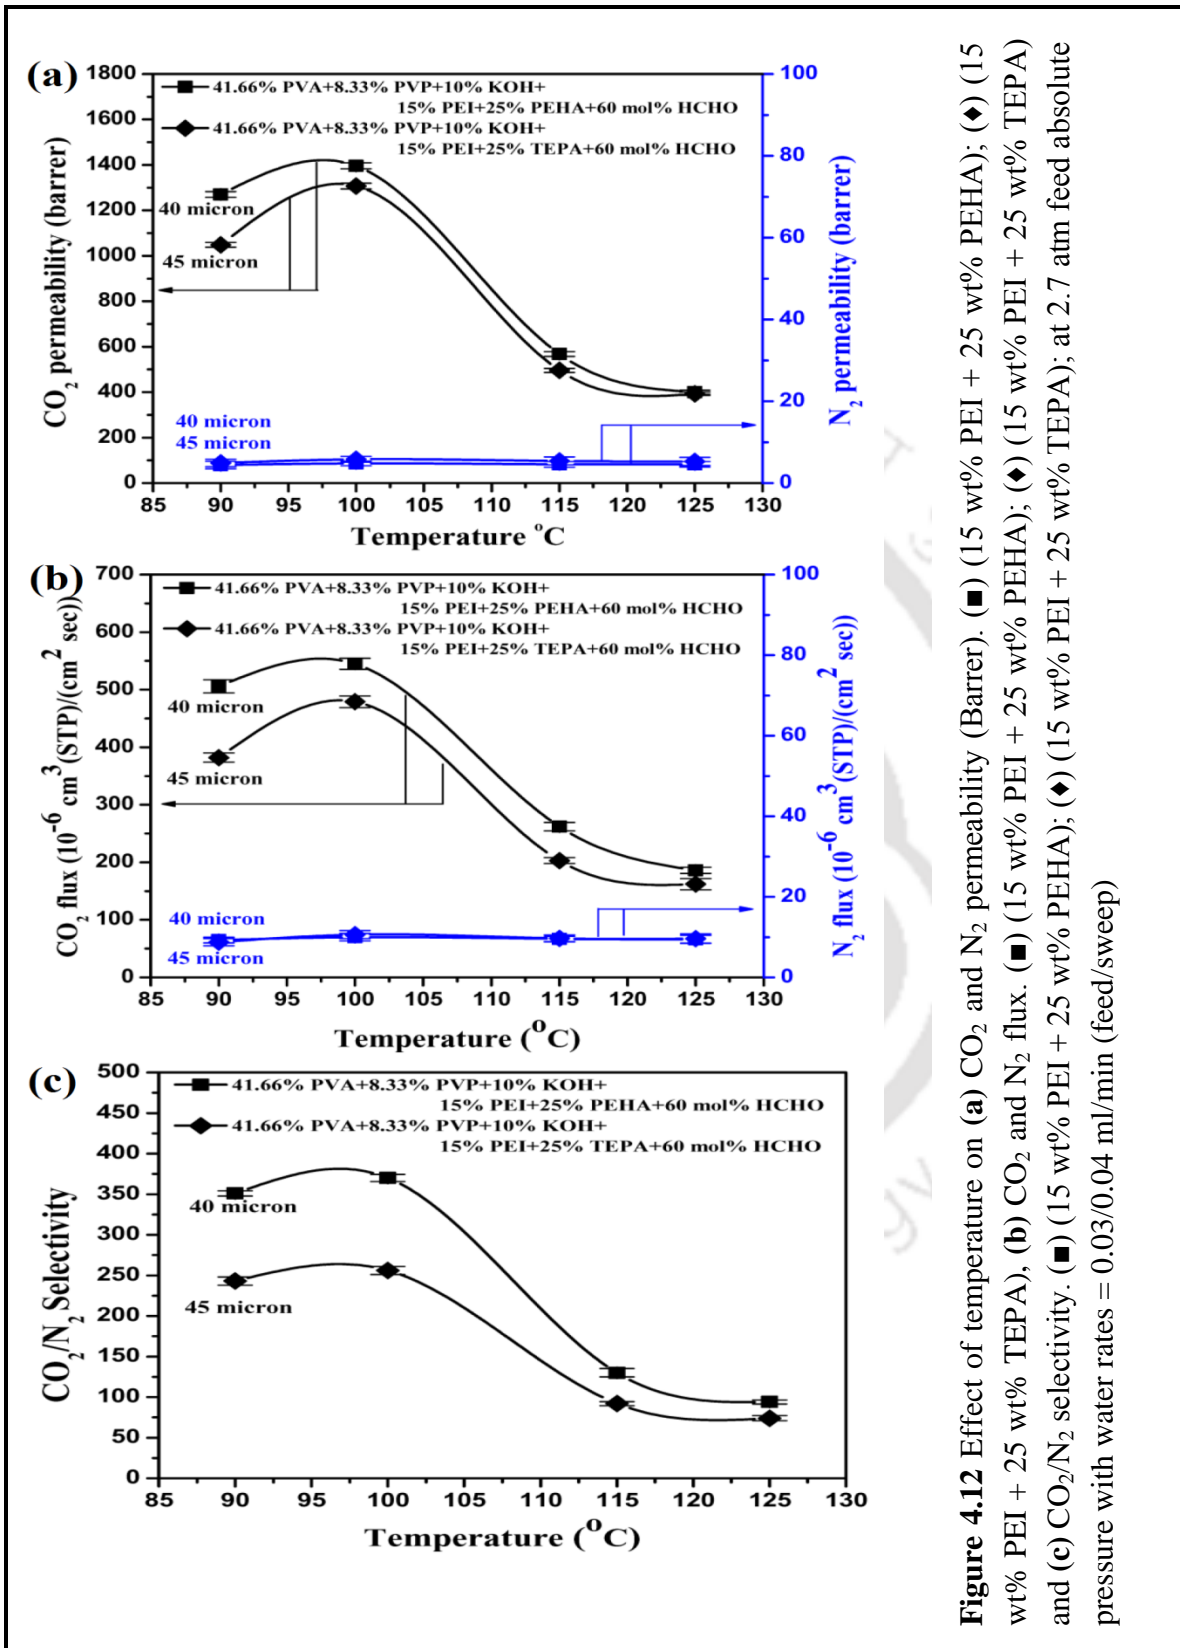 (a)
1800
1600
1400
1200
1000
800
600
400
200
0
CO2 permeability (barrer)
100
80
60
40
20
0
N2 permeability (barrer)
41.66% PVA+8.33% PVP+10% KOH+
15% PEI+25% PEHA+60 mol% HCHO
41.66% PVA+8.33% PVP+10% KOH+
15% PEI+25% TEPA+60 mol% HCHO
40 micron
45 micron
40 micron
45 micron
85 90 95 100 105 110 115 120 125 130
Temperature °C
(b)
700
600
500
400
300
200
100
0
CO2 flux (10^-6 cm^3(STP)/(cm^2 sec))
100
80
60
40
20
0
N2 flux (10^-6 cm^3(STP)/(cm^2 sec))
41.66% PVA+8.33% PVP+10% KOH+
15% PEI+25% PEHA+60 mol% HCHO
41.66% PVA+8.33% PVP+10% KOH+
15% PEI+25% TEPA+60 mol% HCHO
40 micron
45 micron
40 micron
45 micron
85 90 95 100 105 110 115 120 125 130
Temperature (°C)
(c)
500
450
400
350
300
250
200
150
100
50
0
CO2/N2 Selectivity
41.66% PVA+8.33% PVP+10% KOH+
15% PEI+25% PEHA+60 mol% HCHO
41.66% PVA+8.33% PVP+10% KOH+
15% PEI+25% TEPA+60 mol% HCHO
40 micron
45 micron
85 90 95 100 105 110 115 120 125 130
Temperature (°C)
Figure 4.12 Effect of temperature on (a) CO2 and N2 permeability (Barrer). (■) (15 wt% PEI + 25 wt% PEHA); (♦) (15
wt% PEI + 25 wt% TEPA), (b) CO2 and N2 flux. (■) (15 wt% PEI + 25 wt% PEHA); (♦) (15 wt% PEI + 25 wt% TEPA)
and (c) CO2/N2 selectivity. (■) (15 wt% PEI + 25 wt% PEHA); (♦) (15 wt% PEI + 25 wt% TEPA); at 2.7 atm feed absolute
pressure with water rates = 0.03/0.04 ml/min (feed/sweep)